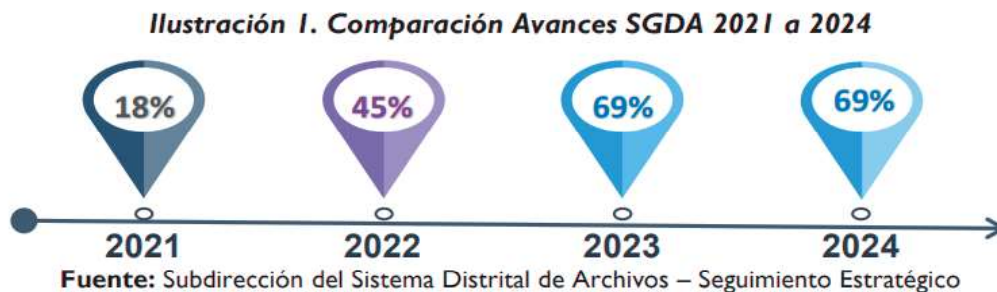 Ilustración 1. Comparación Avances SGDA 2021 a 2024
18% 45% 69% 69%
2021 2022 2023 2024
Fuente: Subdirección del Sistema Distrital de Archivos – Seguimiento Estratégico